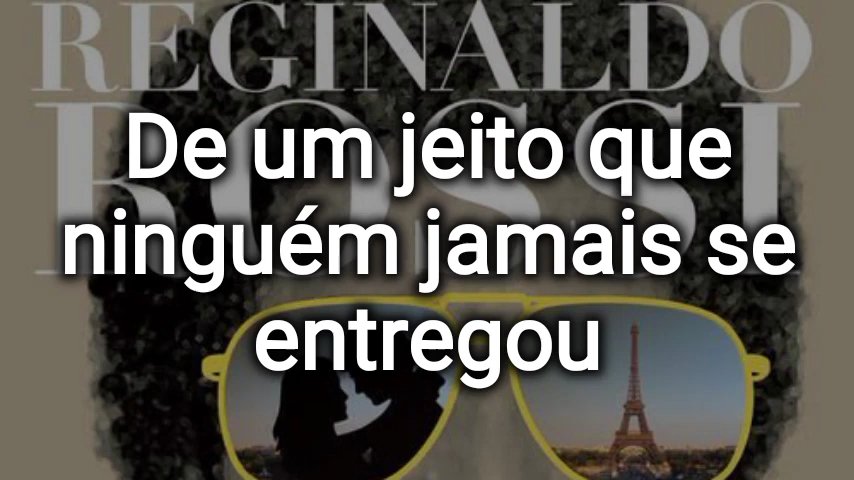 REGINALDO
ROSSI
De um jeito que
ninguém jamais se
entregou